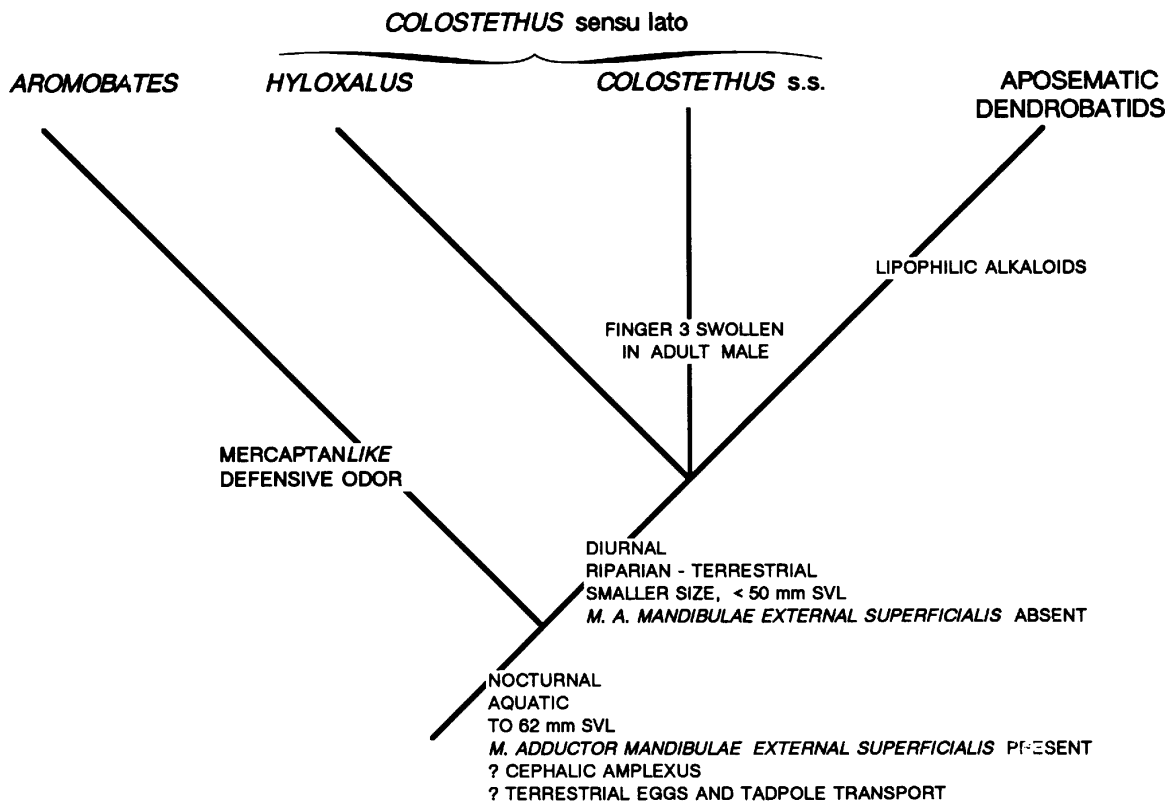 COLOSTETHUS sensu lato
AROMOBATES
HYLOXALUS
COLOSTETHUS s.s.
APOSEMATIC
DENDROBATIDS
LIPOPHILIC ALKALOIDS
FINGER 3 SWOLLEN
IN ADULT MALE
MERCAPTANLIKE
DEFENSIVE ODOR
DIURNAL
RIPARIAN - TERRESTRIAL
SMALLER SIZE, < 50 mm SVL
M. A. MANDIBULAE EXTERNAL SUPERFICIALIS ABSENT
NOCTURNAL
AQUATIC
TO 62 mm SVL
M. ADDUCTOR MANDIBULAE EXTERNAL SUPERFICIALIS PRESENT
? CEPHALIC AMPLEXUS
? TERRESTRIAL EGGS AND TADPOLE TRANSPORT